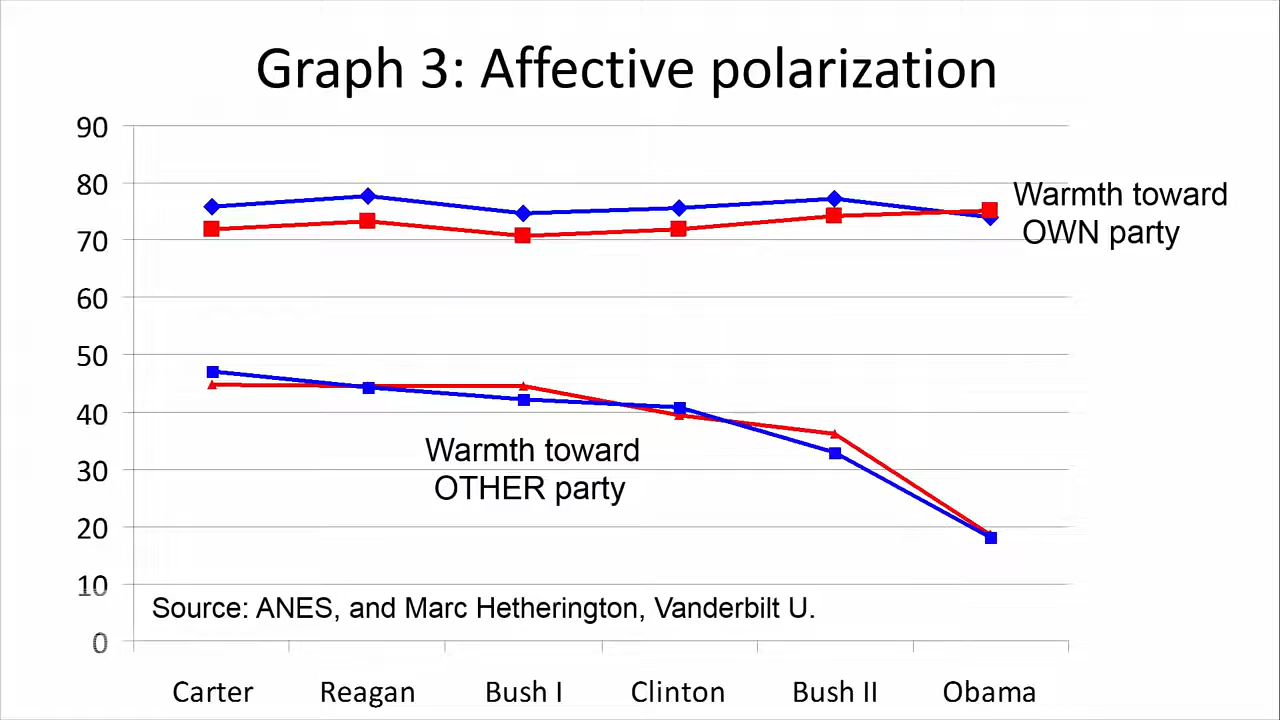 Graph 3: Affective polarization
90
80
70
60
50
40
30
20
10
0
Warmth toward
OWN party
Warmth toward
OTHER party
Source: ANES, and Marc Hetherington, Vanderbilt U.
Carter Reagan Bush I Clinton Bush II Obama